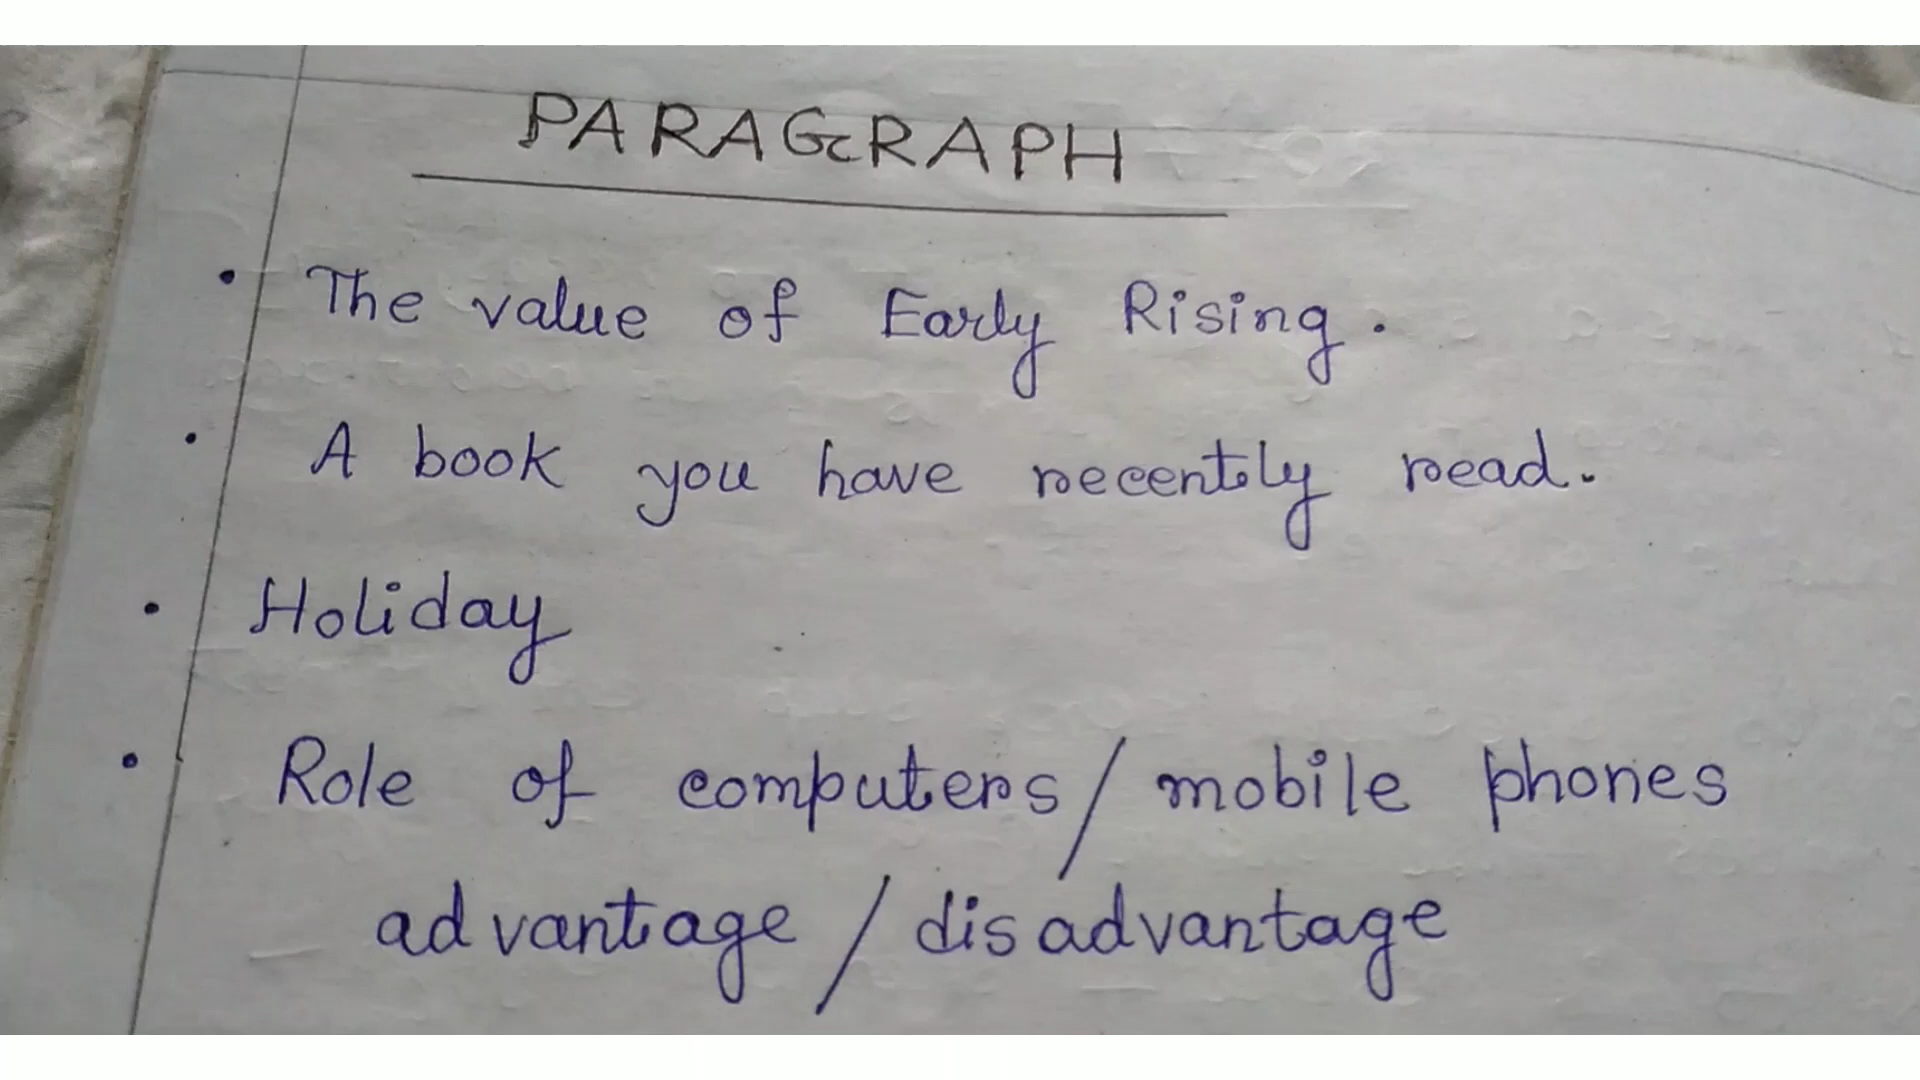 PARAGRAPH
• The value of Early Rising.
• A book you have recently read.
• Holiday
• Role of computers/mobile phones
advantage/disadvantage